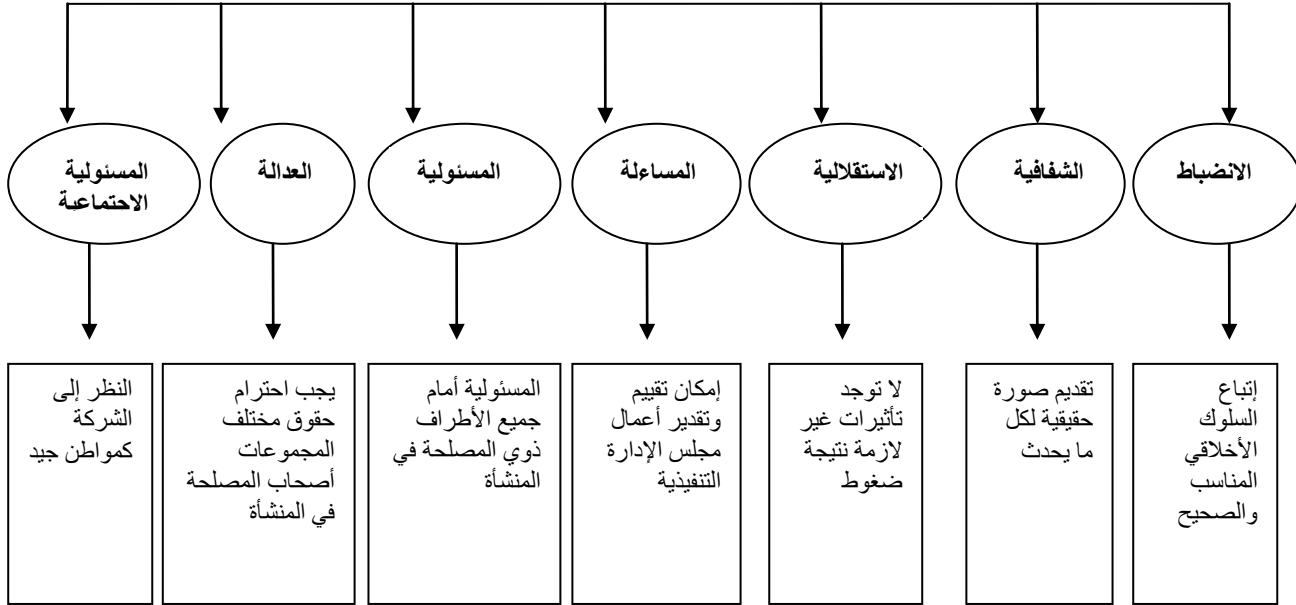 الانضباط
الشفافية
الاستقلالية
المساءلة
المسئولية
العدالة
المسئولية
الاجتماعية
إتباع
السلوك
الأخلاقي
المناسب
والصحيح
تقديم صورة
حقيقية لكل
ما يحدث
لا توجد
تأثيرات غير
لازمة نتيجة
ضغوط
إمكان تقييم
وتقدير أعمال
مجلس الإدارة
التنفيذية
المسئولية أمام
جميع الأطراف
ذوي المصلحة في
المنشأة
يجب احترام
حقوق مختلف
المجموعات
أصحاب المصلحة
في المنشأة
النظر إلى
الشركة
كمواطن جيد